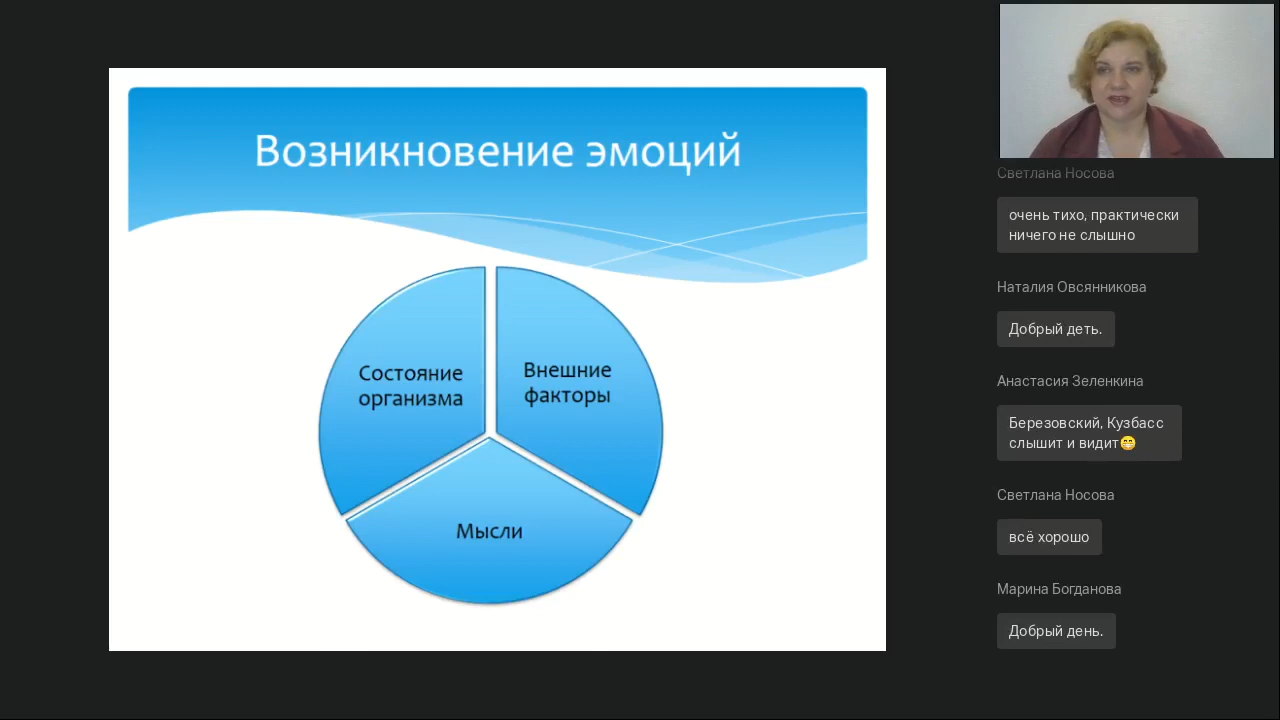 Возникновение эмоций
Состояние
организма
Внешние
факторы
Мысли
Светлана Носова
очень тихо, практически
ничего не слышно
Наталия Овсянникова
Добрый деть.
Анастасия Зеленкина
Березовский, Кузбасс
слышит и видит😁
Светлана Носова
всё хорошо
Марина Богданова
Добрый день.